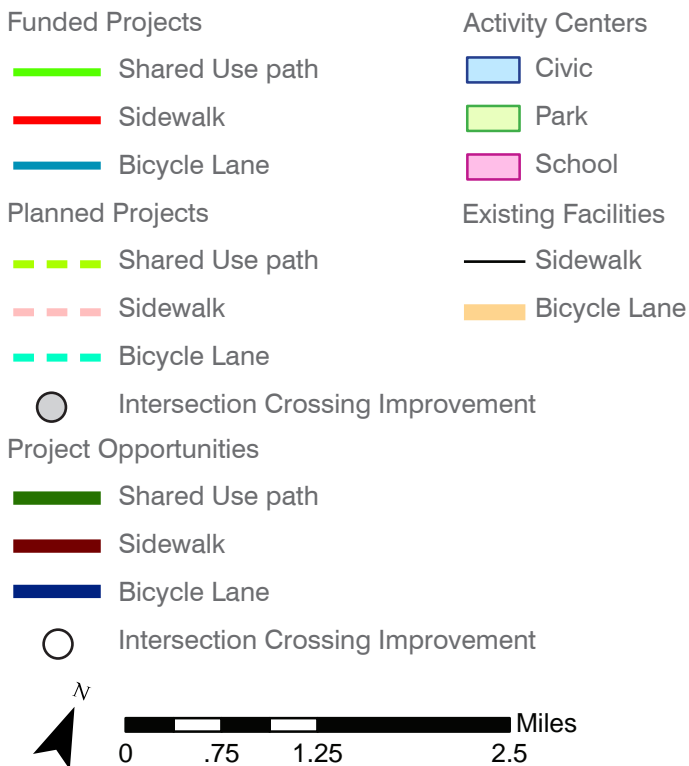 Funded Projects
Shared Use path
Sidewalk
Bicycle Lane
Planned Projects
Shared Use path
Sidewalk
Bicycle Lane
Intersection Crossing Improvement
Project Opportunities
Shared Use path
Sidewalk
Bicycle Lane
Intersection Crossing Improvement
Activity Centers
Civic
Park
School
Existing Facilities
Sidewalk
Bicycle Lane
N
Miles
0 .75 1.25 2.5